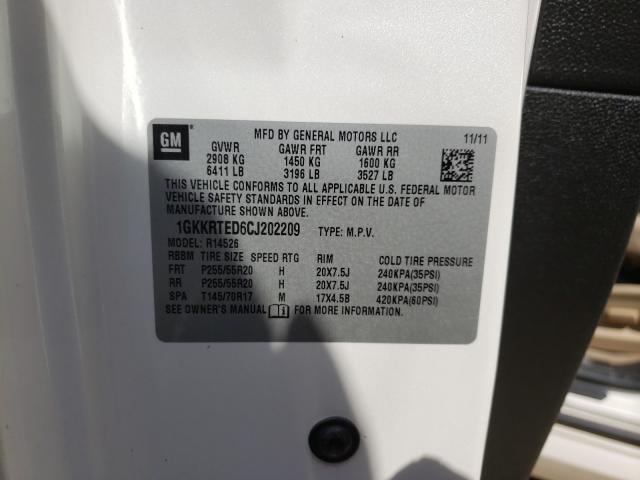 GM
MFD BY GENERAL MOTORS LLC 11/11
GVWR GAWR FRT GAWR RR
2908 KG 1450 KG 1600 KG
6411 LB 3196 LB 3527 LB
THIS VEHICLE CONFORMS TO ALL APPLICABLE U.S. FEDERAL MOTOR
VEHICLE SAFETY STANDARDS IN EFFECT ON THE DATE OF
MANUFACTURE SHOWN ABOVE.
1GKKRTED6CJ202209 TYPE: M.P.V.
MODEL: R14526
RBBM TIRE SIZE SPEED RTG RIM COLD TIRE PRESSURE
FRT P255/55R20 H 20X7.5J 240KPA(35PSI)
RR P255/55R20 H 20X7.5J 240KPA(35PSI)
SPA T145/70R17 M 17X4.5B 420KPA(60PSI)
SEE OWNER'S MANUAL FOR MORE INFORMATION.